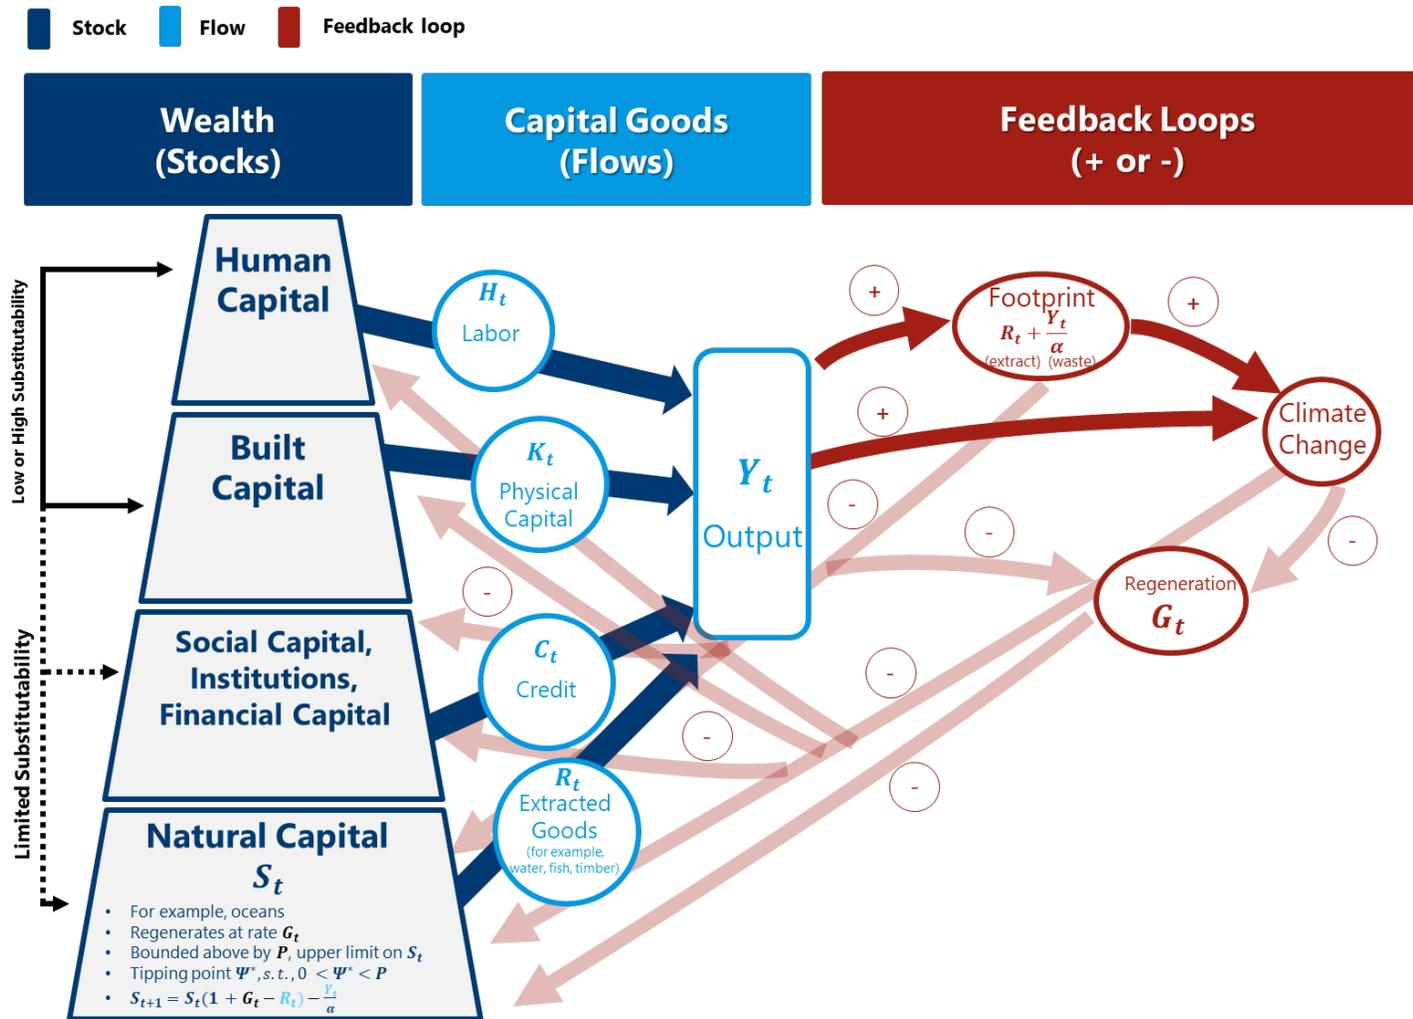 Stock
Flow
Feedback loop
Wealth
(Stocks)
Capital Goods
(Flows)
Feedback Loops
(+ or -)
Low or High Substitutability
Limited Substitutability
Human
Capital
Built
Capital
Social Capital,
Institutions,
Financial Capital
Natural Capital
S_t
• For example, oceans
• Regenerates at rate G_t
• Bounded above by P, upper limit on S_t
• Tipping point Ψ*, s.t., 0 < Ψ* < P
• S_{t+1} = S_t(1 + G_t − R_t) − Y_t/α
H_t
Labor
K_t
Physical
Capital
C_t
Credit
R_t
Extracted
Goods
(for example,
water, fish, timber)
Y_t
Output
+
Footprint
R_t + Y_t/α
(extract) (waste)
+
+
Climate
Change
-
-
-
Regeneration
G_t
-
-
-
-